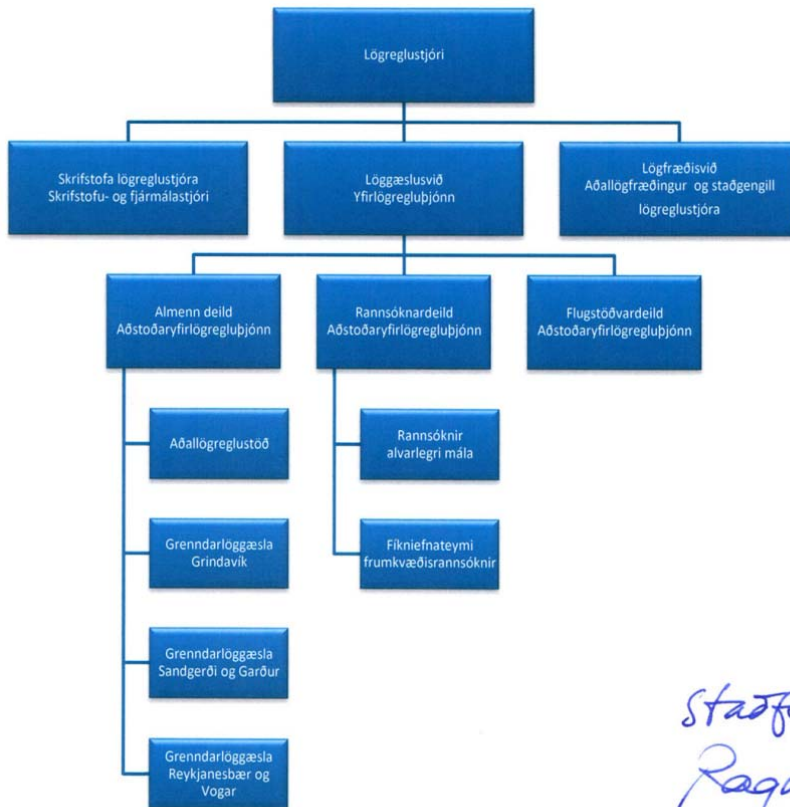 Lögreglustjóri
Skrifstofa lögreglustjóra
Skrifstofu- og fjármálastjóri
Löggæslusvið
Yfirlögregluþjónn
Lögfræðisvið
Aðallögfræðingur og staðgengill
lögreglustjóra
Almenn deild
Aðstoðaryfirlögregluþjónn
Rannsóknardeild
Aðstoðaryfirlögregluþjónn
Flugstöðvardeild
Aðstoðaryfirlögregluþjónn
Aðallögreglustöð
Rannsóknir
alvarlegri mála
Grenndarlöggæsla
Grindavík
Fíkniefnateymi
frumkvæðisrannsóknir
Grenndarlöggæsla
Sandgerði og Garður
Grenndarlöggæsla
Reykjanesbær og
Vogar